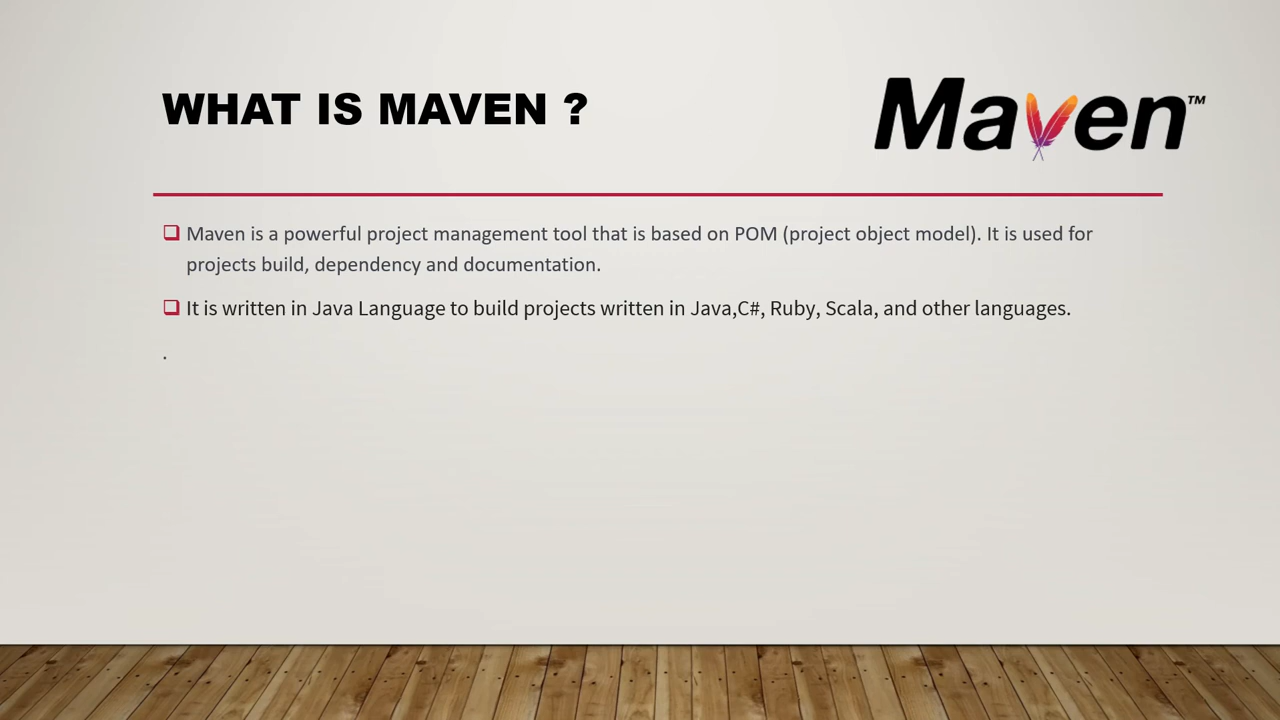 WHAT IS MAVEN ?
Maven™
Maven is a powerful project management tool that is based on POM (project object model). It is used for
projects build, dependency and documentation.
It is written in Java Language to build projects written in Java,C#, Ruby, Scala, and other languages.
.